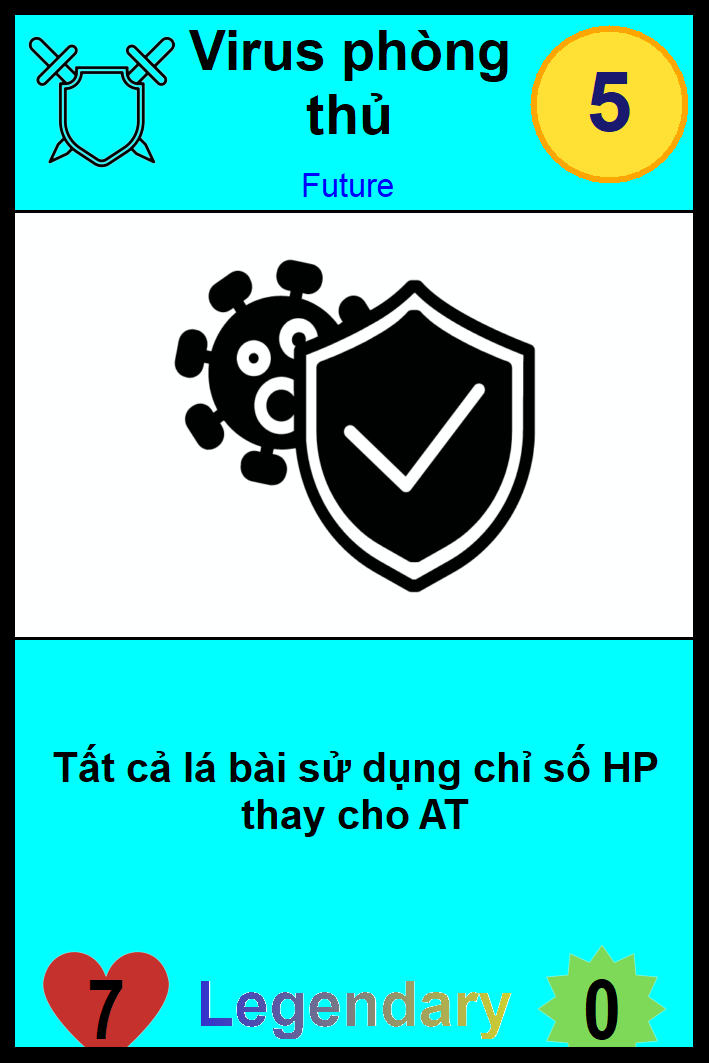 Virus phòng
thủ
5
Future
Tất cả lá bài sử dụng chỉ số HP
thay cho AT
7
Legendary
0